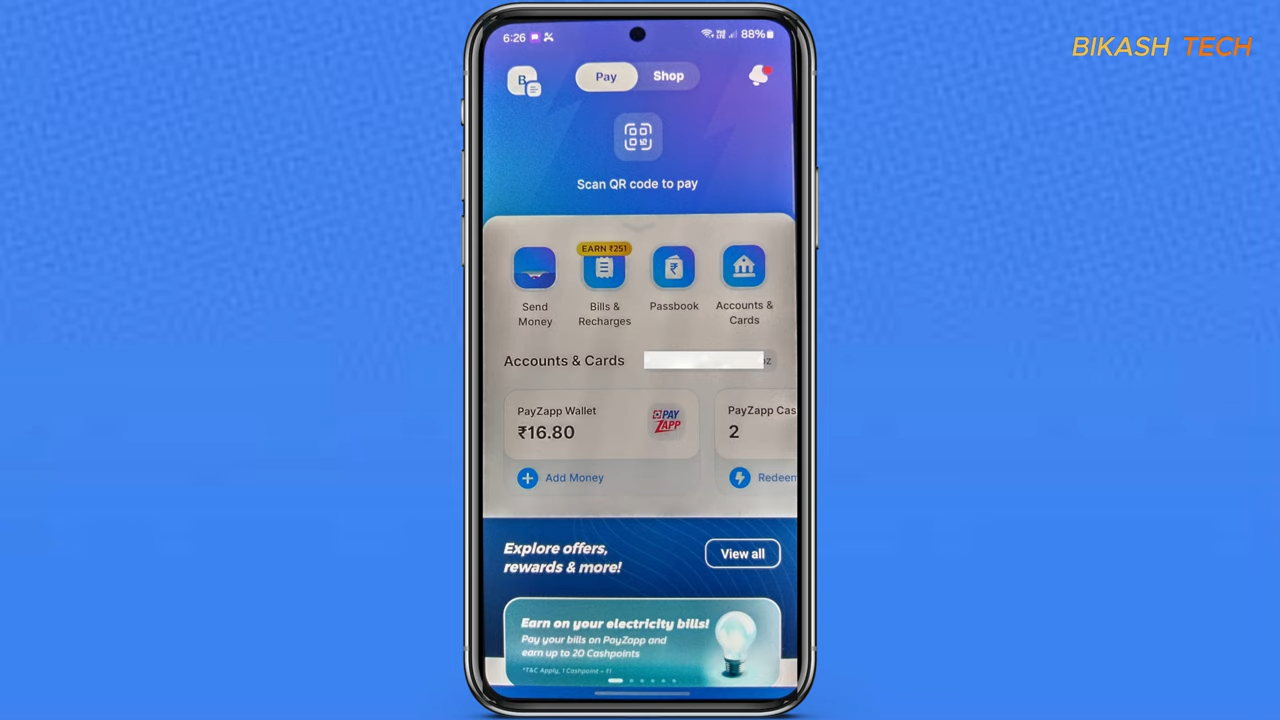 BIKASH TECH
6:26
88%
B
Pay
Shop
Scan QR code to pay
EARN ₹251
Send
Money
Bills &
Recharges
Passbook
Accounts &
Cards
Accounts & Cards
oz
PayZapp Wallet
₹16.80
PAY
ZAPP
PayZapp Cas
2
Add Money
Redeem
Explore offers,
rewards & more!
View all
Earn on your electricity bills!
Pay your bills on PayZapp and
earn up to 20 Cashpoints
*T&C Apply, 1 Cashpoint = ₹1